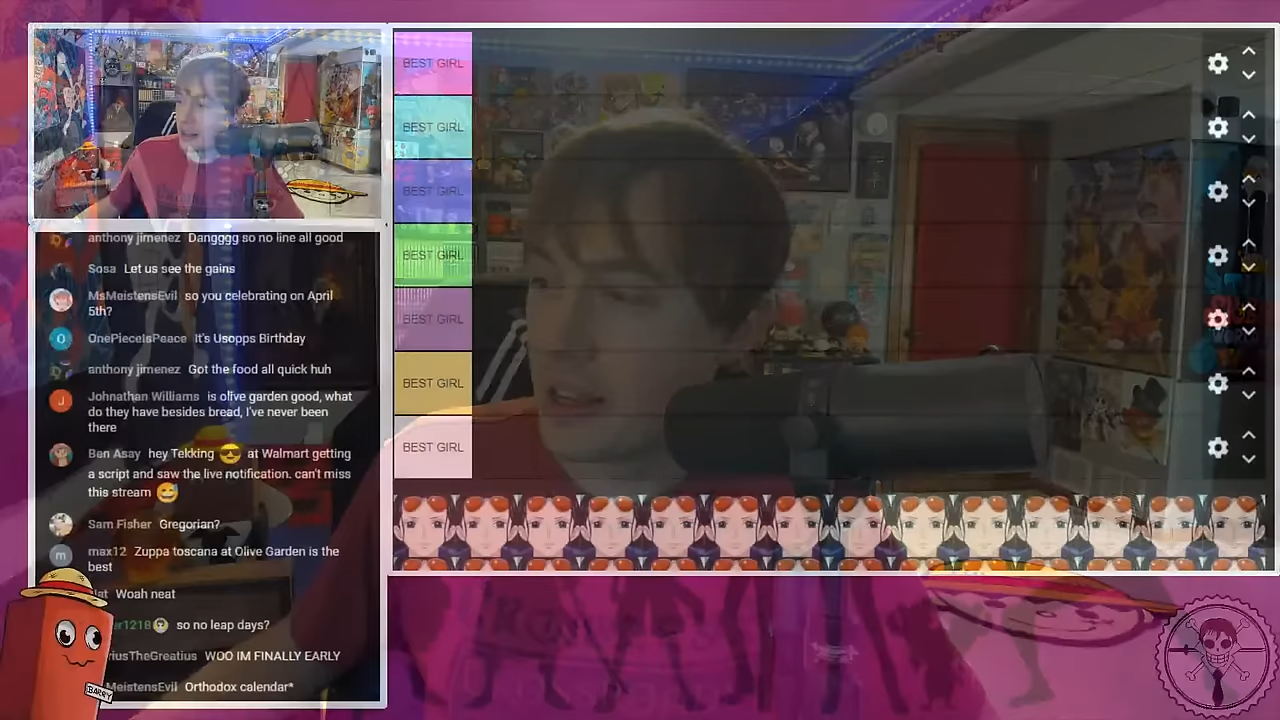 BEST GIRL
BEST GIRL
BEST GIRL
BEST GIRL
BEST GIRL
BEST GIRL
BEST GIRL
anthony jimenez Dangggg so no line all good
Sosa Let us see the gains
MsMeistensEvil so you celebrating on April
5th?
OnePieceIsPeace It's Usopps Birthday
anthony jimenez Got the food all quick huh
Johnathan Williams is olive garden good, what
do they have besides bread, I've never been
there
Ben Asay hey Tekking 😎 at Walmart getting
a script and saw the live notification. can't miss
this stream 😅
Sam Fisher Gregorian?
max12 Zuppa toscana at Olive Garden is the
best
Woah neat
1218 so no leap days?
riusTheGreatius WOO IM FINALLY EARLY
MeistensEvil Orthodox calendar*
BARRY